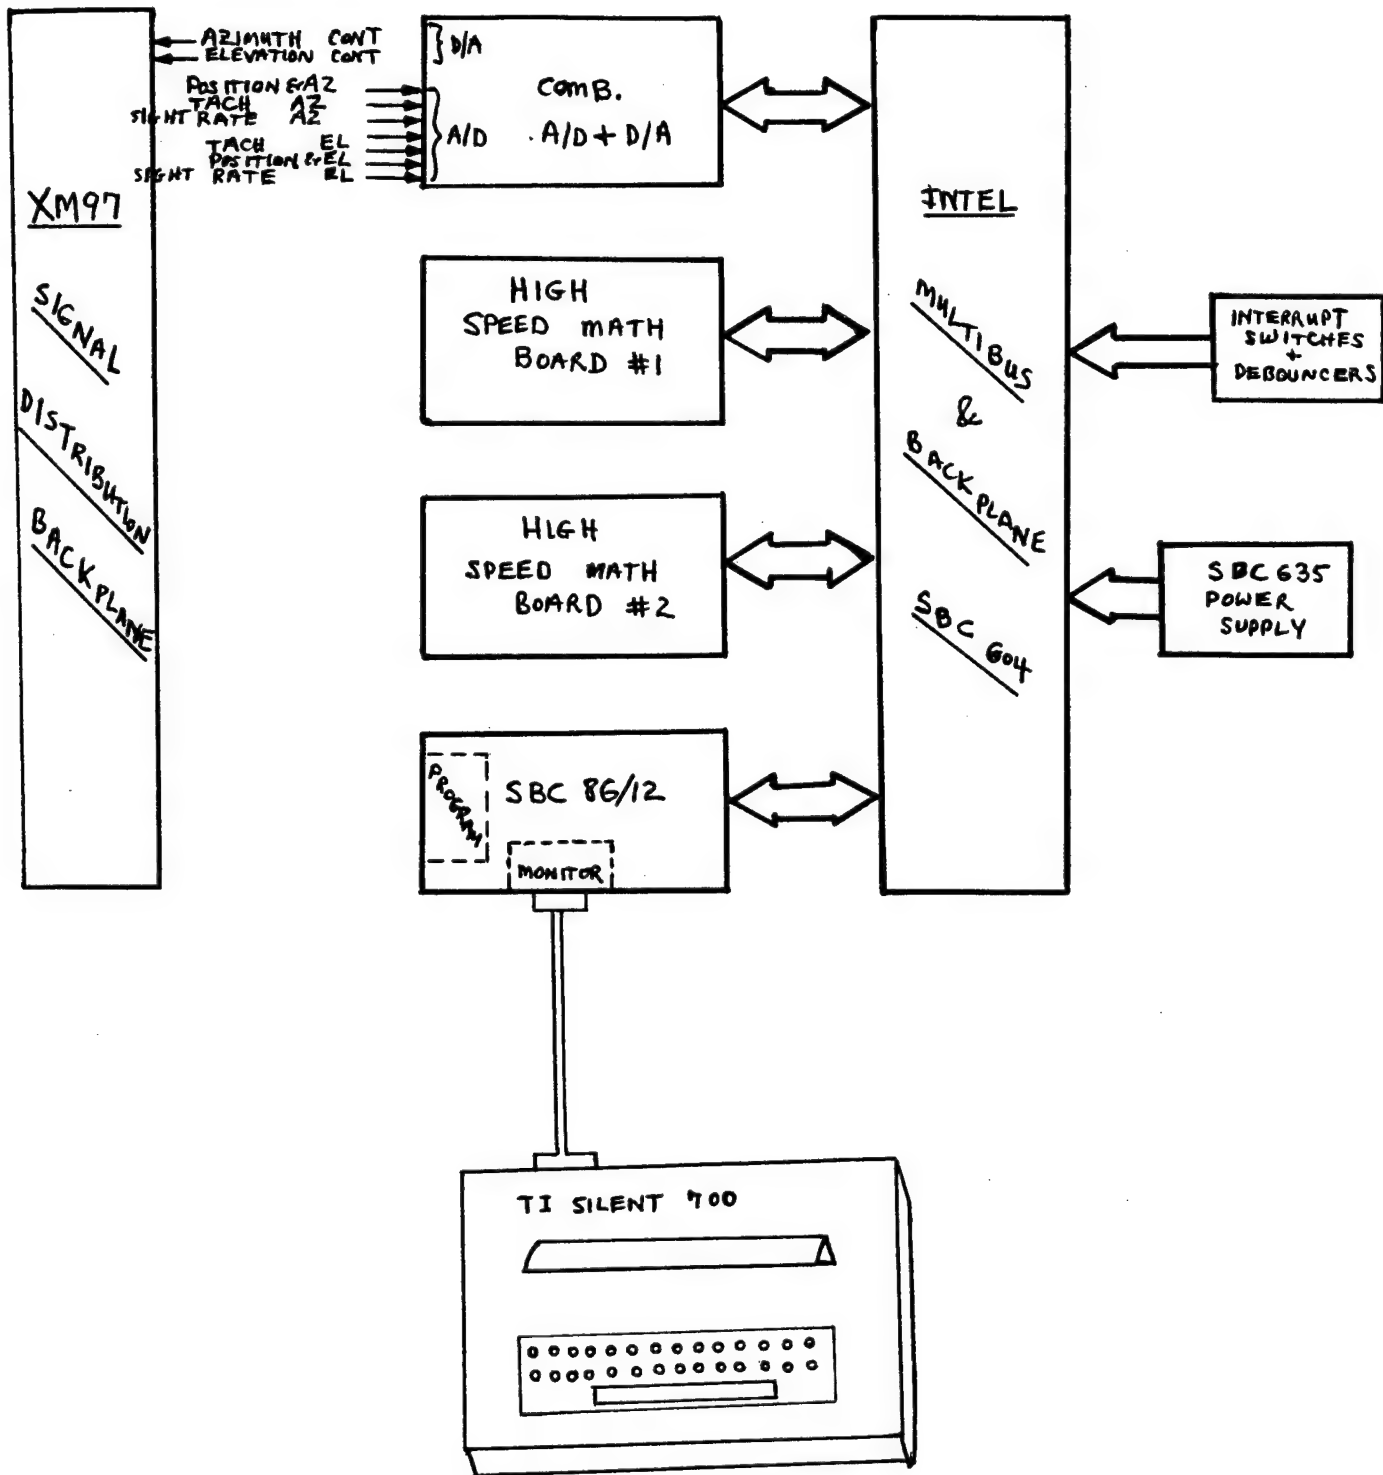 AZIMUTH CONT
ELEVATION CONT
POSITION & AZ
TACH AZ
SIGHT RATE AZ
TACH EL
POSITION & EL
SIGHT RATE EL
D/A
A/D
COMB.
A/D + D/A
XM97
SIGNAL
DISTRIBUTION
BACKPLANE
HIGH
SPEED MATH
BOARD #1
HIGH
SPEED MATH
BOARD #2
PROGRAM
SBC 86/12
MONITOR
INTEL
MULTIBUS
&
BACKPLANE
SBC 604
INTERRUPT
SWITCHES
+
DEBOUNCERS
SBC 635
POWER
SUPPLY
TI SILENT 700